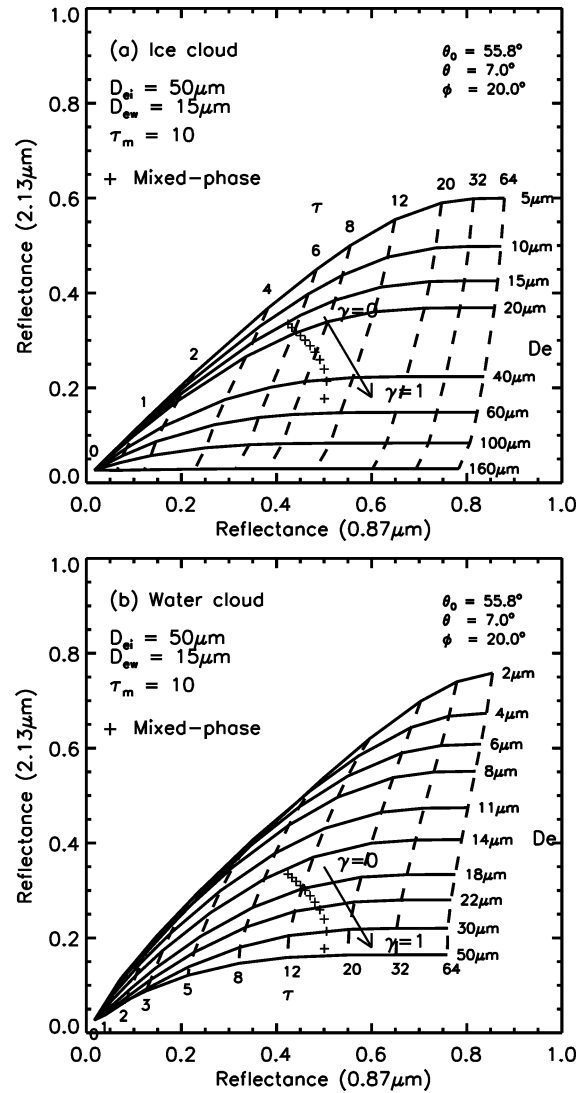 1.0
(a) Ice cloud
θ₀ = 55.8°
θ = 7.0°
ϕ = 20.0°
D_ei = 50μm
D_ew = 15μm
τ_m = 10
+ Mixed-phase
0.8
0.6
0.4
0.2
0.0
Reflectance (2.13μm)
τ
0
1
2
4
6
8
12
20
32
64
5μm
10μm
15μm
20μm
De
40μm
60μm
100μm
160μm
γ=0
γ=1
0.0 0.2 0.4 0.6 0.8 1.0
Reflectance (0.87μm)
1.0
(b) Water cloud
θ₀ = 55.8°
θ = 7.0°
ϕ = 20.0°
D_ei = 50μm
D_ew = 15μm
τ_m = 10
+ Mixed-phase
0.8
0.6
0.4
0.2
0.0
Reflectance (2.13μm)
2μm
4μm
6μm
8μm
11μm
14μm
De
18μm
22μm
30μm
50μm
γ=0
γ=1
0
1
2
3
5
8
12
20
32
64
τ
0.0 0.2 0.4 0.6 0.8 1.0
Reflectance (0.87μm)